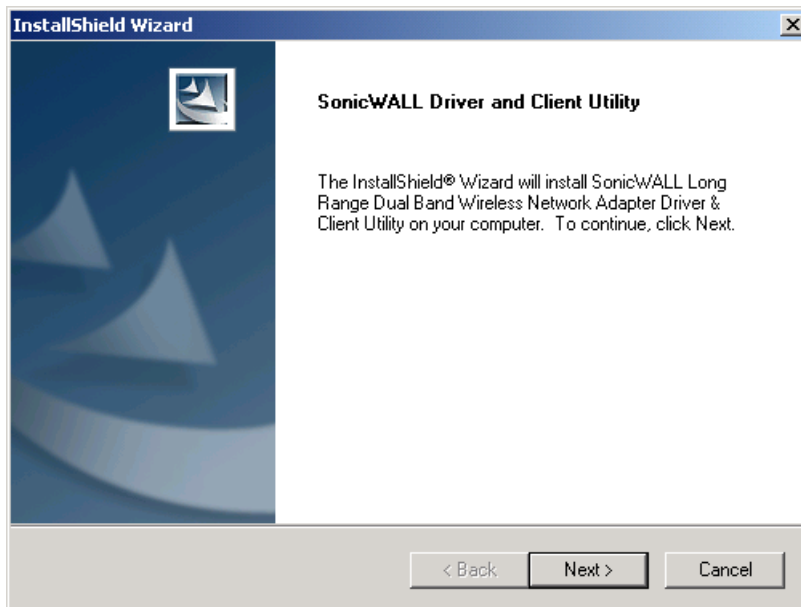 InstallShield Wizard
SonicWALL Driver and Client Utility
The InstallShield® Wizard will install SonicWALL Long
Range Dual Band Wireless Network Adapter Driver &
Client Utility on your computer. To continue, click Next.
< Back
Next >
Cancel